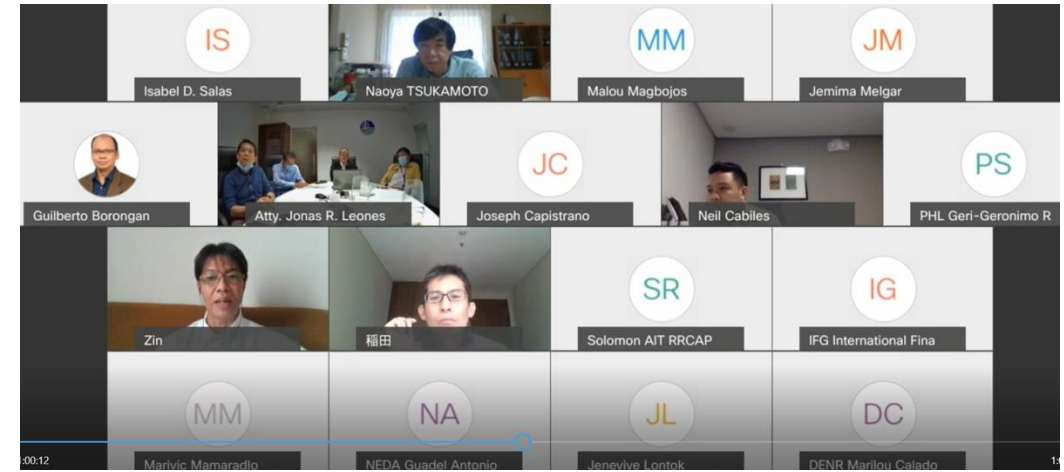 IS
Isabel D. Salas
Naoya TSUKAMOTO
MM
Malou Magbojos
JM
Jemima Melgar
Guilberto Borongan
Atty. Jonas R. Leones
JC
Joseph Capistrano
Neil Cabiles
PS
PHL Geri-Geronimo R
Zin
稲田
SR
Solomon AIT RRCAP
IG
IFG International Fina
MM
Marivic Mamaradlo
NA
NEDA Guadel Antonio
JL
Jenevive Lontok
DC
DENR Marilou Calado
:00:12